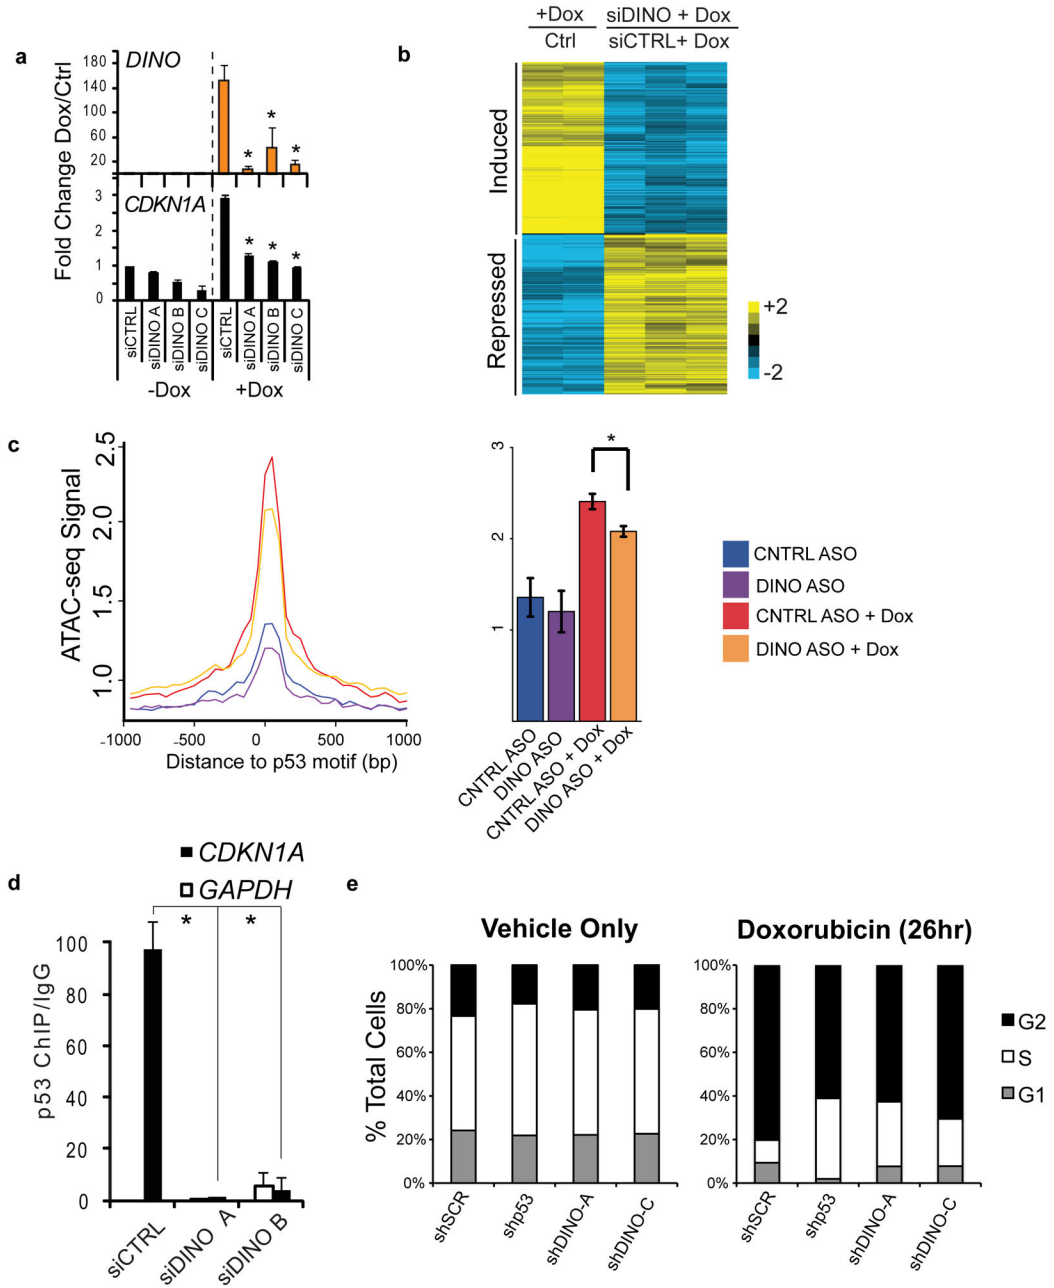 a
DINO
180
140
100
60
20
CDKN1A
3
2
1
0
Fold Change Dox/Ctrl
*
*
*
*
*
*
siCTRL
siDINO A
siDINO B
siDINO C
siCTRL
siDINO A
siDINO B
siDINO C
-Dox
+Dox
b
+Dox
Ctrl
siDINO + Dox
siCTRL+ Dox
Induced
Repressed
+2
-2
c
ATAC-seq Signal
2.5
2.0
1.5
1.0
-1000
-500
0
500
1000
Distance to p53 motif (bp)
3
2
1
*
CNTRL ASO
DINO ASO
CNTRL ASO + Dox
DINO ASO + Dox
CNTRL ASO
DINO ASO
CNTRL ASO + Dox
DINO ASO + Dox
d
CDKN1A
GAPDH
*
*
p53 ChIP/IgG
100
80
60
40
20
0
siCTRL
siDINO A
siDINO B
e
Vehicle Only
% Total Cells
100%
80%
60%
40%
20%
0%
shSCR
shp53
shDINO-A
shDINO-C
Doxorubicin (26hr)
100%
80%
60%
40%
20%
0%
shSCR
shp53
shDINO-A
shDINO-C
G2
S
G1